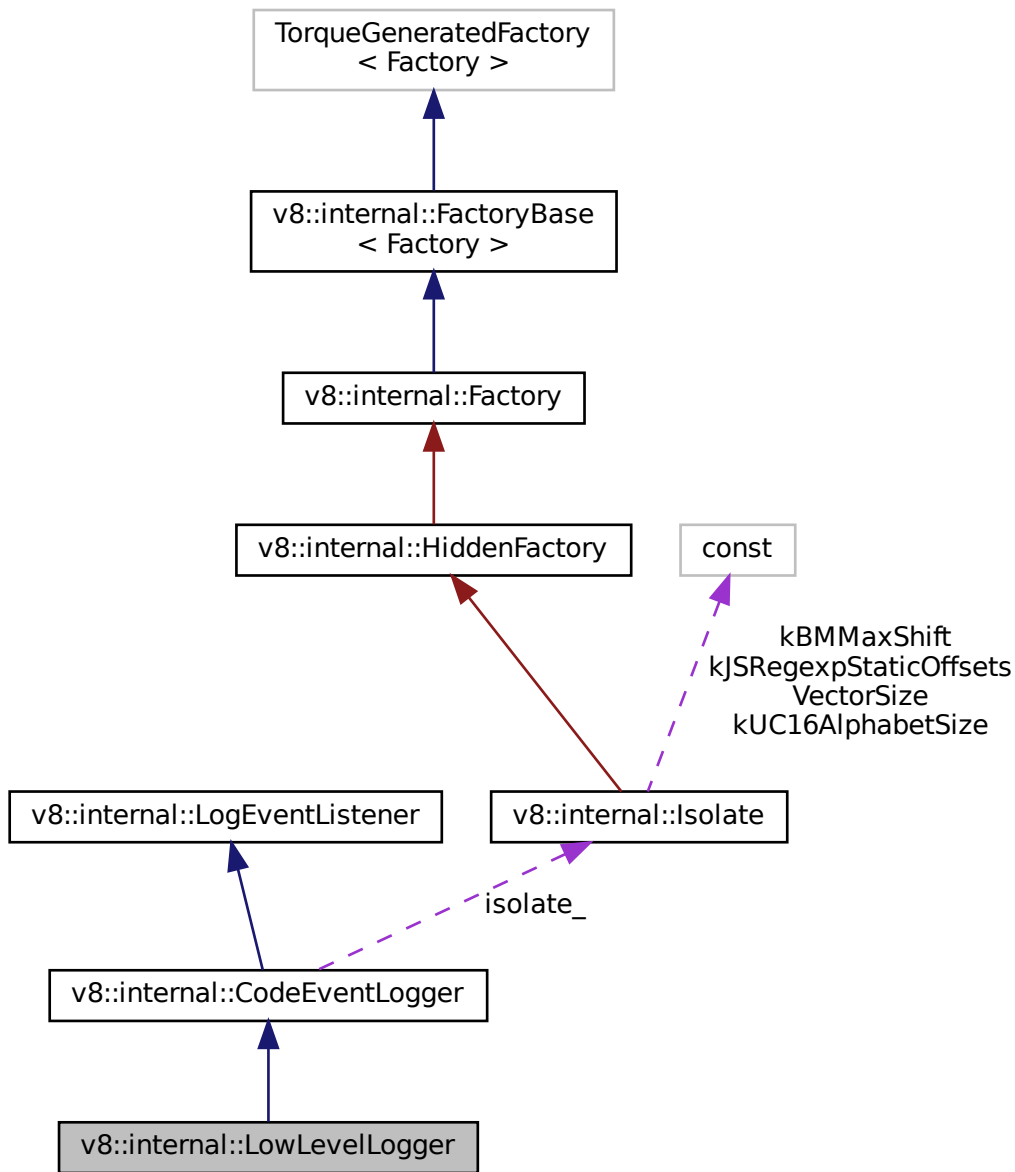 TorqueGeneratedFactory
< Factory >
v8::internal::FactoryBase
< Factory >
v8::internal::Factory
v8::internal::HiddenFactory
const
kBMMaxShift
kJSRegexpStaticOffsets
VectorSize
kUC16AlphabetSize
v8::internal::LogEventListener
v8::internal::Isolate
isolate_
v8::internal::CodeEventLogger
v8::internal::LowLevelLogger